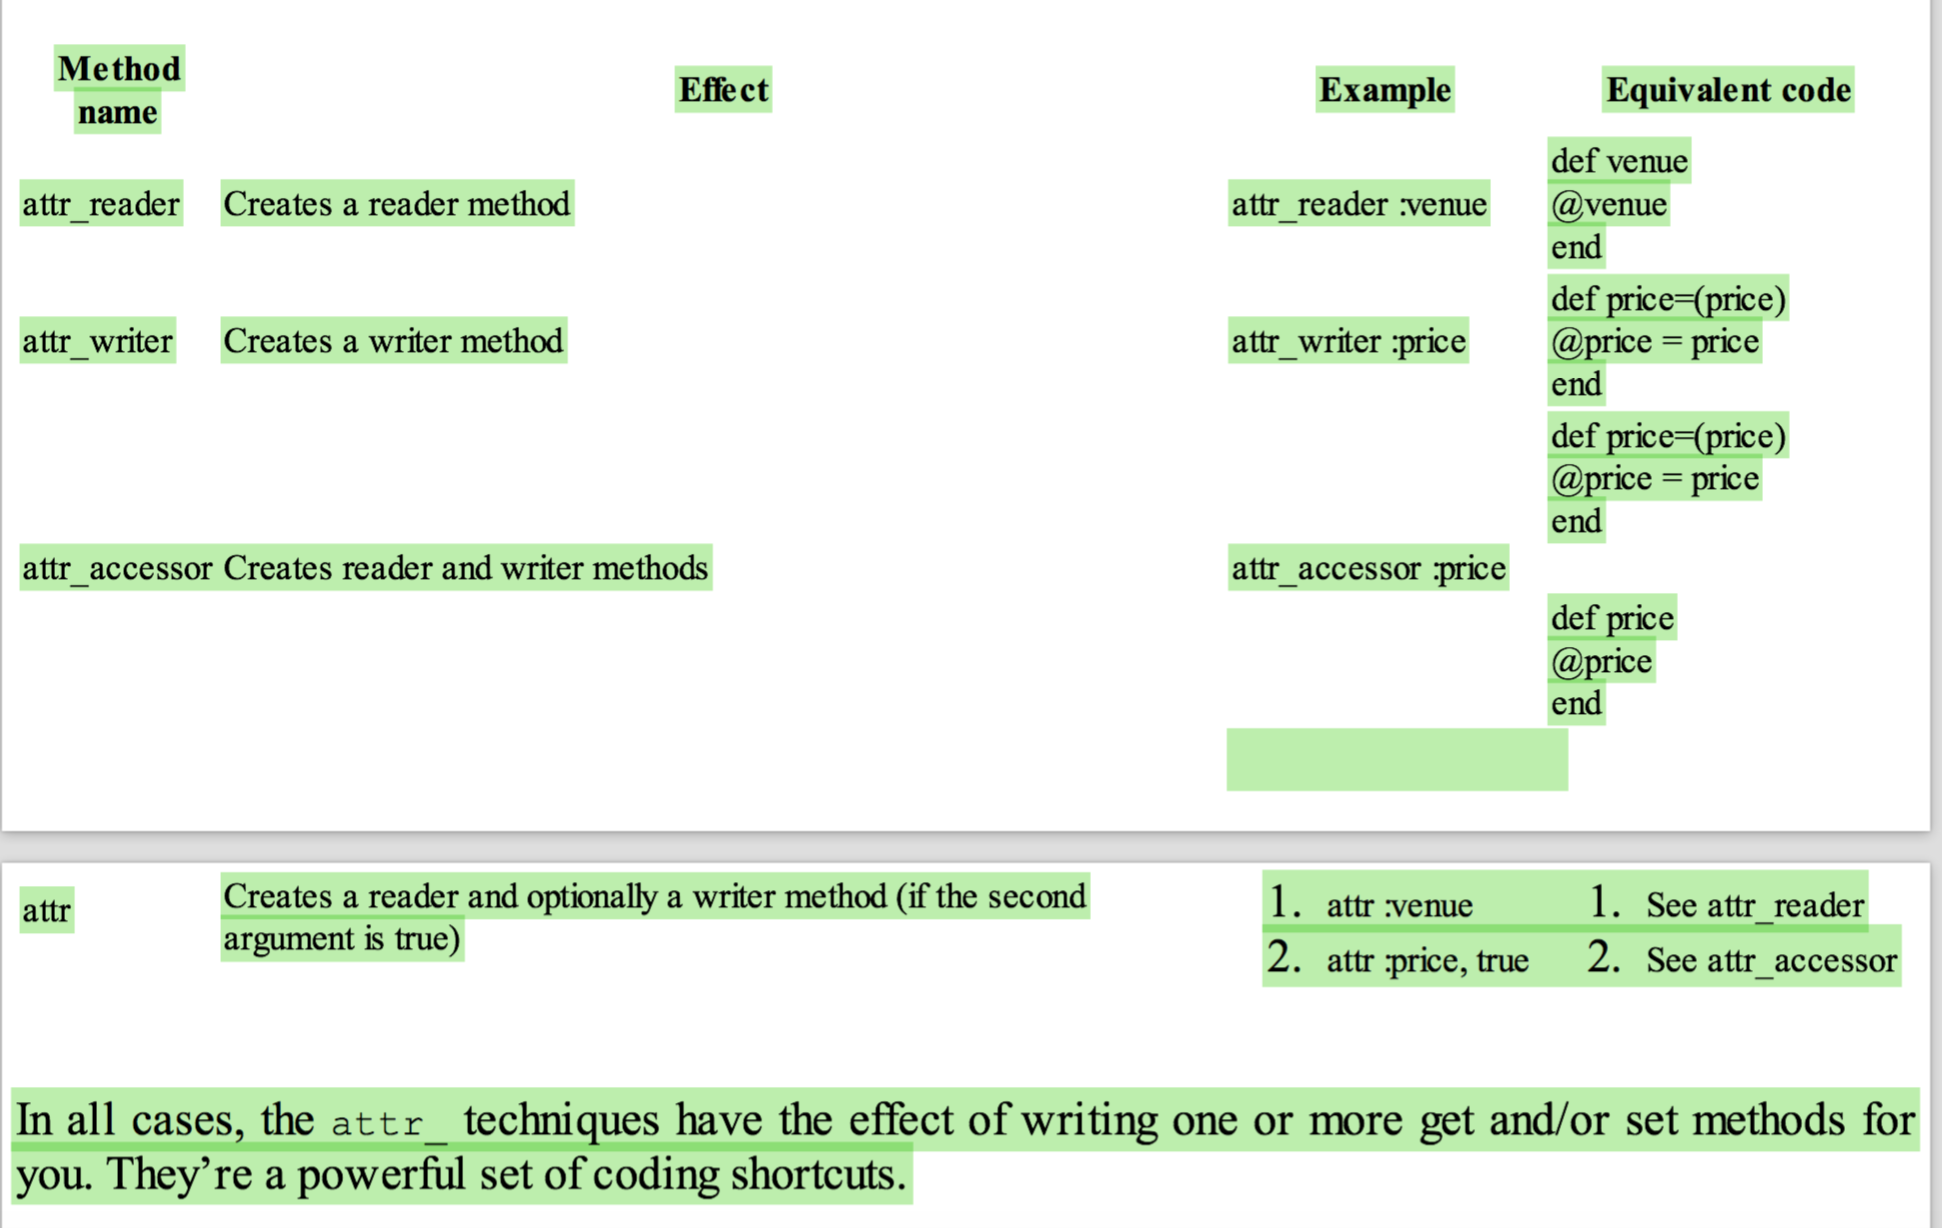 Method
name
Effect
Example
Equivalent code
attr_reader
Creates a reader method
attr_reader :venue
def venue
@venue
end
attr_writer
Creates a writer method
attr_writer :price
def price=(price)
@price = price
end
attr_accessor
Creates reader and writer methods
attr_accessor :price
def price=(price)
@price = price
end
def price
@price
end
attr
Creates a reader and optionally a writer method (if the second
argument is true)
1. attr :venue
2. attr :price, true
1. See attr_reader
2. See attr_accessor
In all cases, the attr_ techniques have the effect of writing one or more get and/or set methods for
you. They’re a powerful set of coding shortcuts.